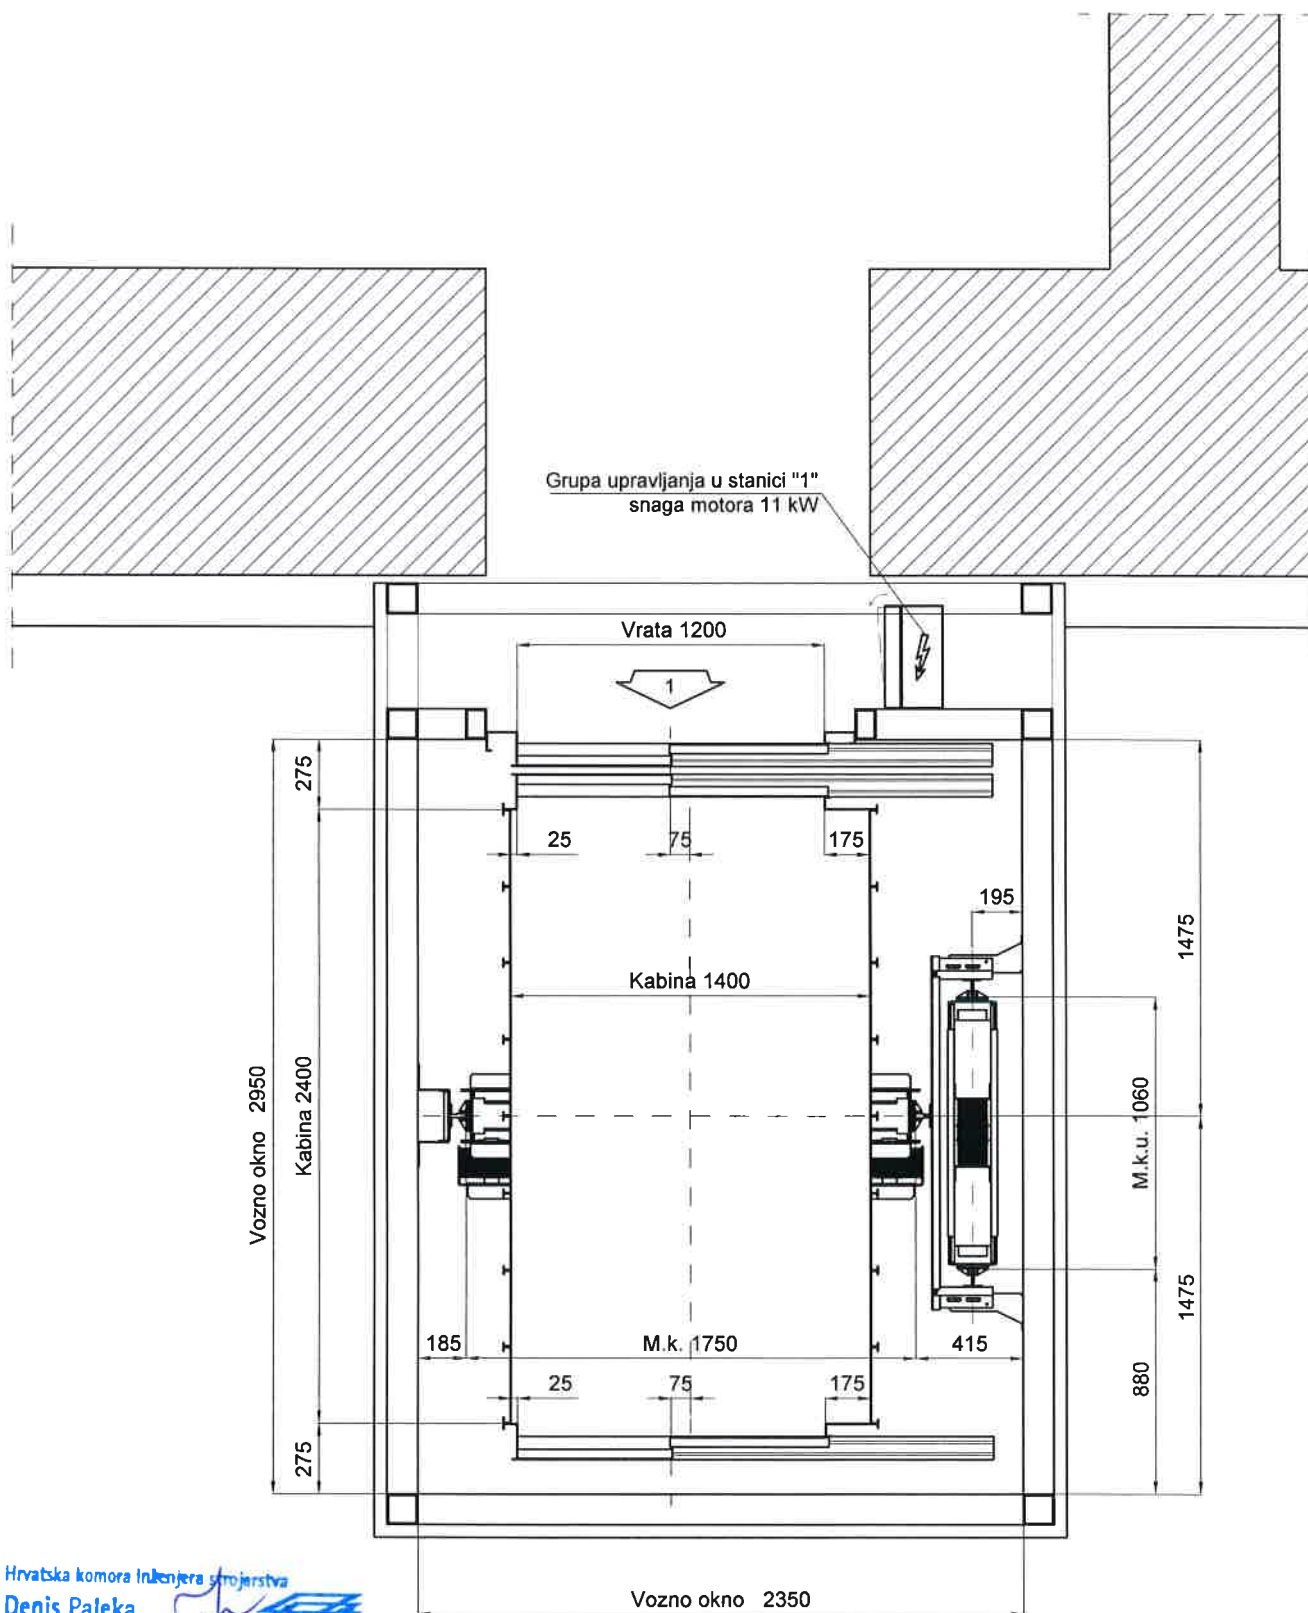 Grupa upravljanja u stanici "1"
snaga motora 11 kW
Vrata 1200
1
275
25
75
175
195
1475
Kabina 1400
Vozno okno 2950
Kabina 2400
M.k.u. 1060
185
M.k. 1750
415
1475
880
25
75
175
275
Vozno okno 2350
Hrvatska komora inženjera strojarstva
Denis Paleka